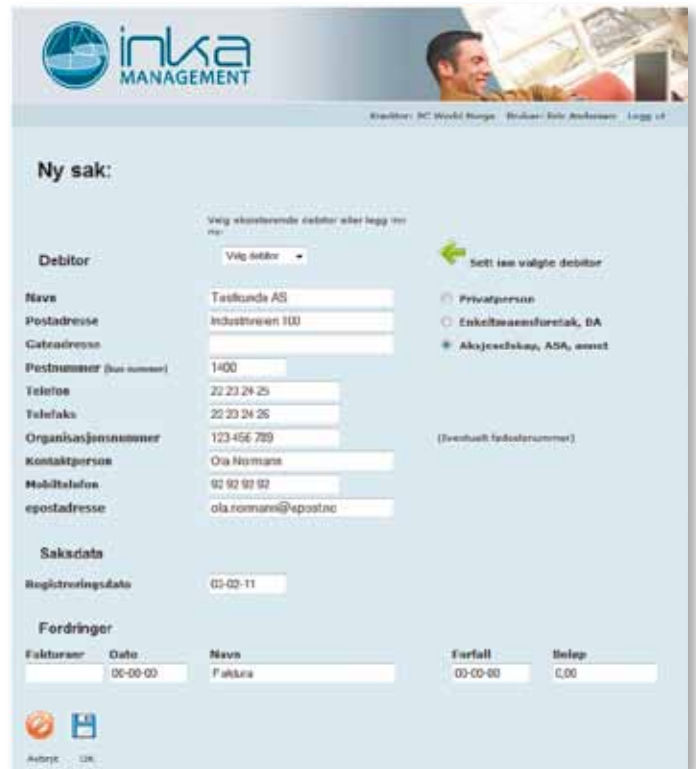 inka
MANAGEMENT
Kreditor: PC World Norge Bruker: Andersen Logg ut
Ny sak:
Velg eksisterende debitor eller legg inn
ny:
Debitor Velg debitor Sett inn valgte debitor
Navn Testkunde AS Privatperson
Postadresse Industriveien 100 Enkeltmannsforetak, DA
Gateadresse Aksjeselskap, ASA, annet
Postnummer (kun nummer) 1400
Telefon 22 23 24 25
Telefaks 22 23 24 26
Organisasjonsnummer 123 456 789 (Eventuelt fødselsnummer)
Kontaktperson Ola Normann
Mobiltelefon 92 92 92 92
epostadresse ola.normann@epost.no
Saksdata
Registreringsdato 03-02-11
Fordringer
Fakturanr Dato Navn Forfall Beløp
00-00-00 Faktura 00-00-00 0,00
Avbryt OK